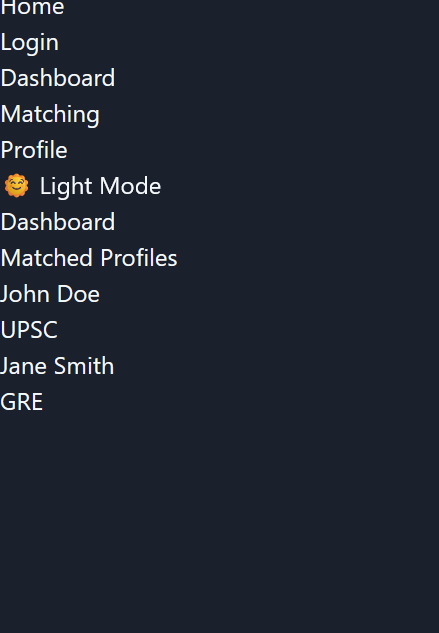 Home
Login
Dashboard
Matching
Profile
🌞 Light Mode
Dashboard
Matched Profiles
John Doe
UPSC
Jane Smith
GRE